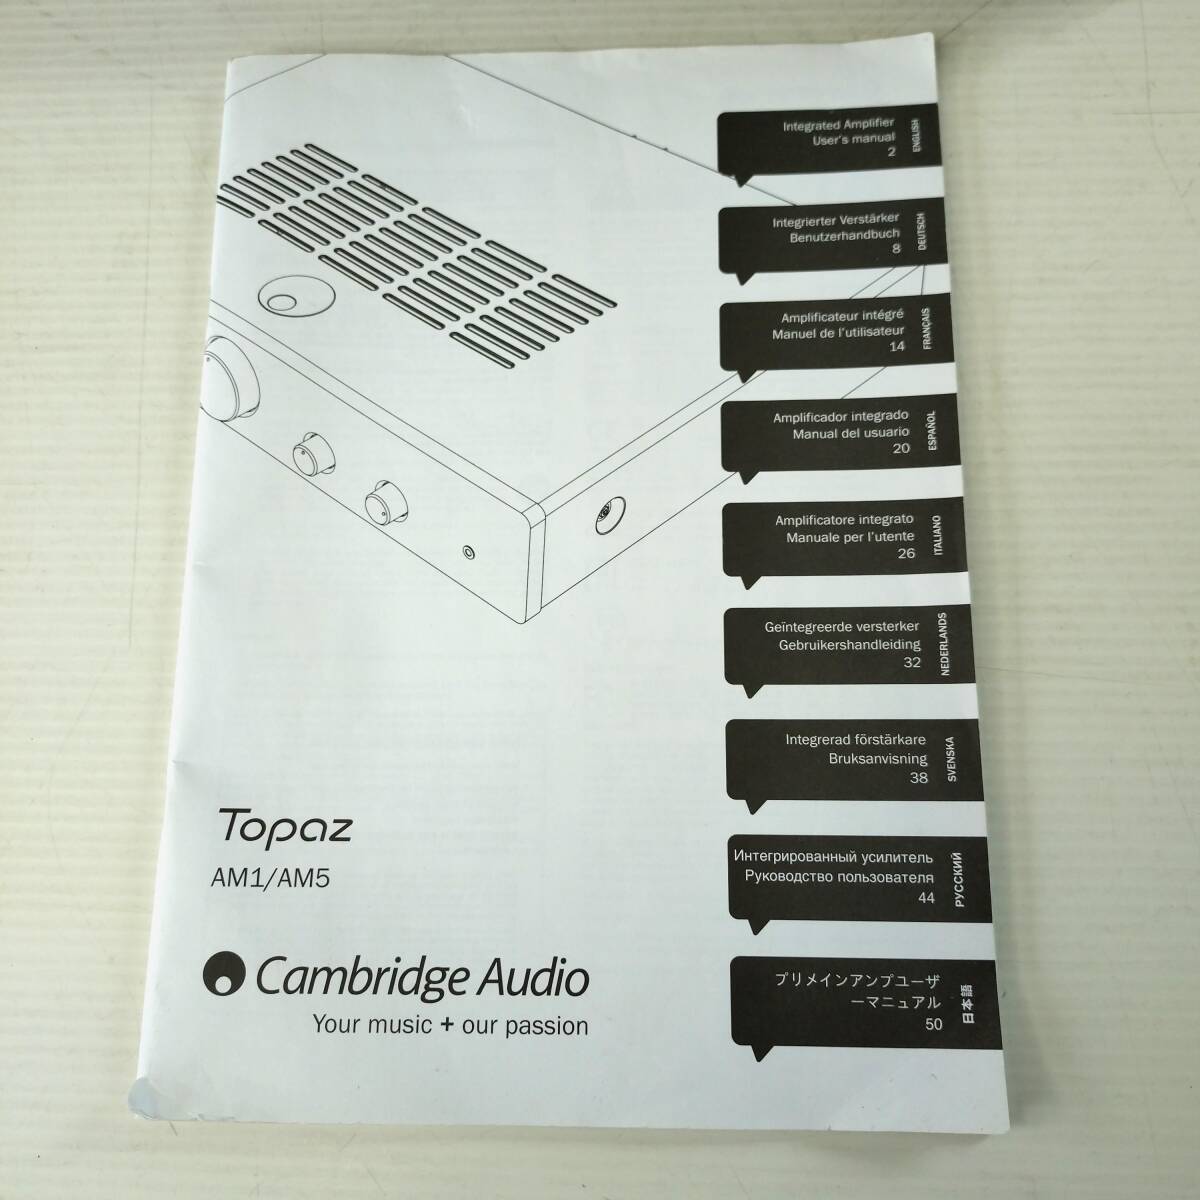 Integrated Amplifier
User's manual
2
ENGLISH
Integrierter Verstärker
Benutzerhandbuch
8
DEUTSCH
Amplificateur intégré
Manuel de l'utilisateur
14
FRANÇAIS
Amplificador integrado
Manual del usuario
20
ESPAÑOL
Amplificatore integrato
Manuale per l'utente
26
ITALIANO
Geïntegreerde versterker
Gebruikershandleiding
32
NEDERLANDS
Integrerad förstärkare
Bruksanvisning
38
SVENSKA
Интегрированный усилитель
Руководство пользователя
44
РУССКИЙ
プリメインアンプユーザ
ーマニュアル
50
日本語
Topaz
AM1/AM5
Cambridge Audio
Your music + our passion